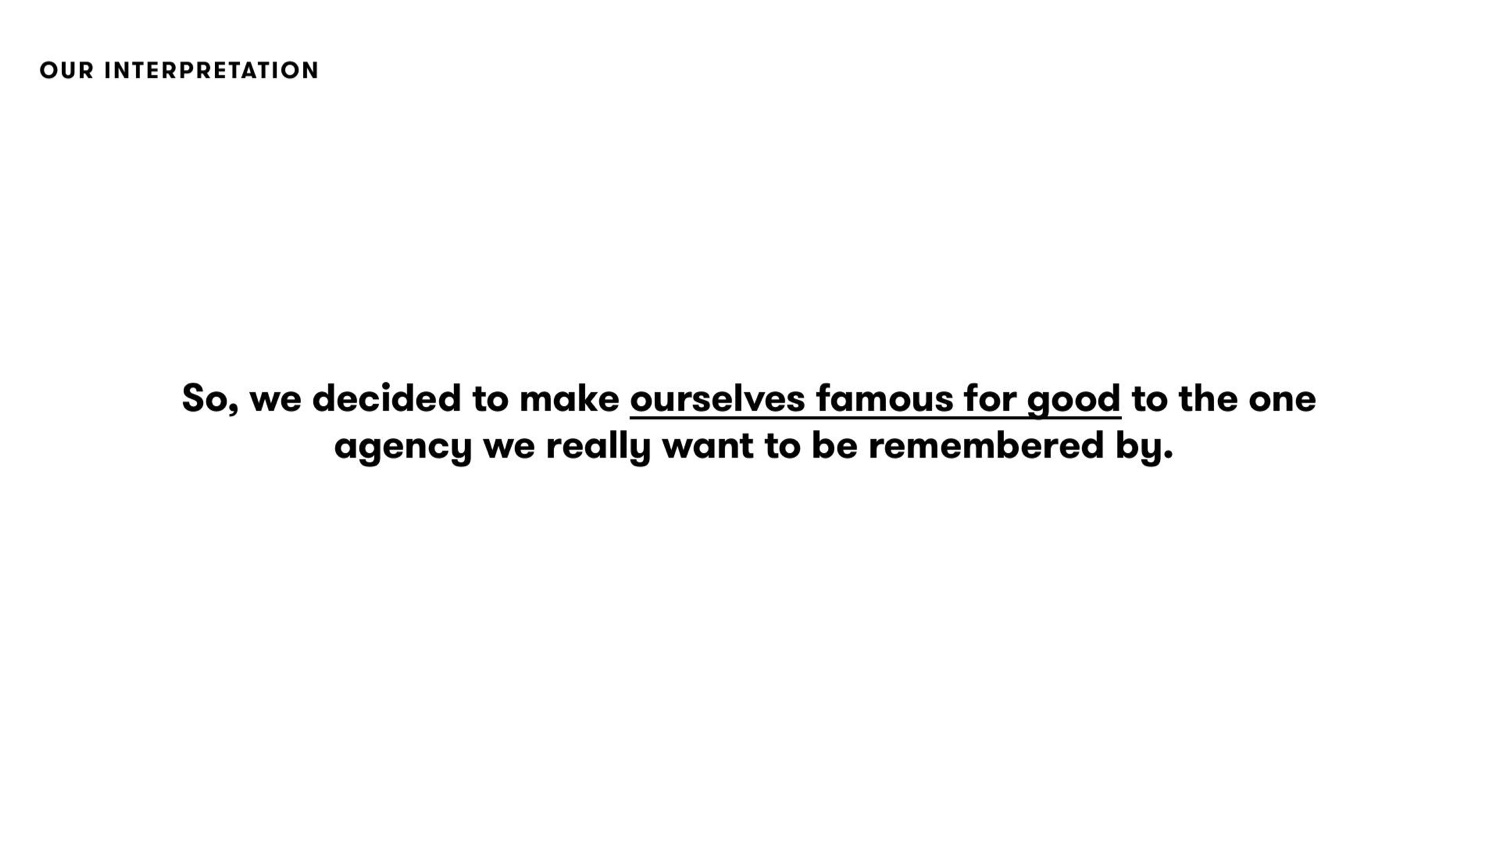 OUR INTERPRETATION
So, we decided to make ourselves famous for good to the one
agency we really want to be remembered by.